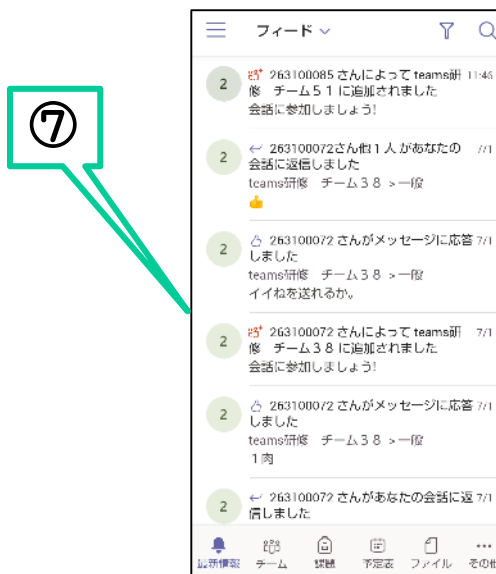 ⑦
フィード
2
263100085 さんによって teams研 11:46
修 チーム５１ に追加されました
会話に参加しましょう!
2
263100072さん他１人 があなたの 7/1
会話に返信しました
teams研修 チーム３８ > 一般
👍
2
263100072 さんがメッセージに応答 7/1
しました
teams研修 チーム３８ > 一般
イイねを送れるか。
2
263100072 さんによって teams研 7/1
修 チーム３８ に追加されました
会話に参加しましょう!
2
263100072 さんがメッセージに応答 7/1
しました
teams研修 チーム３８ > 一般
１肉
2
263100072 さんがあなたの会話に返 7/1
信しました
最新情報 チーム 課題 予定表 ファイル その他